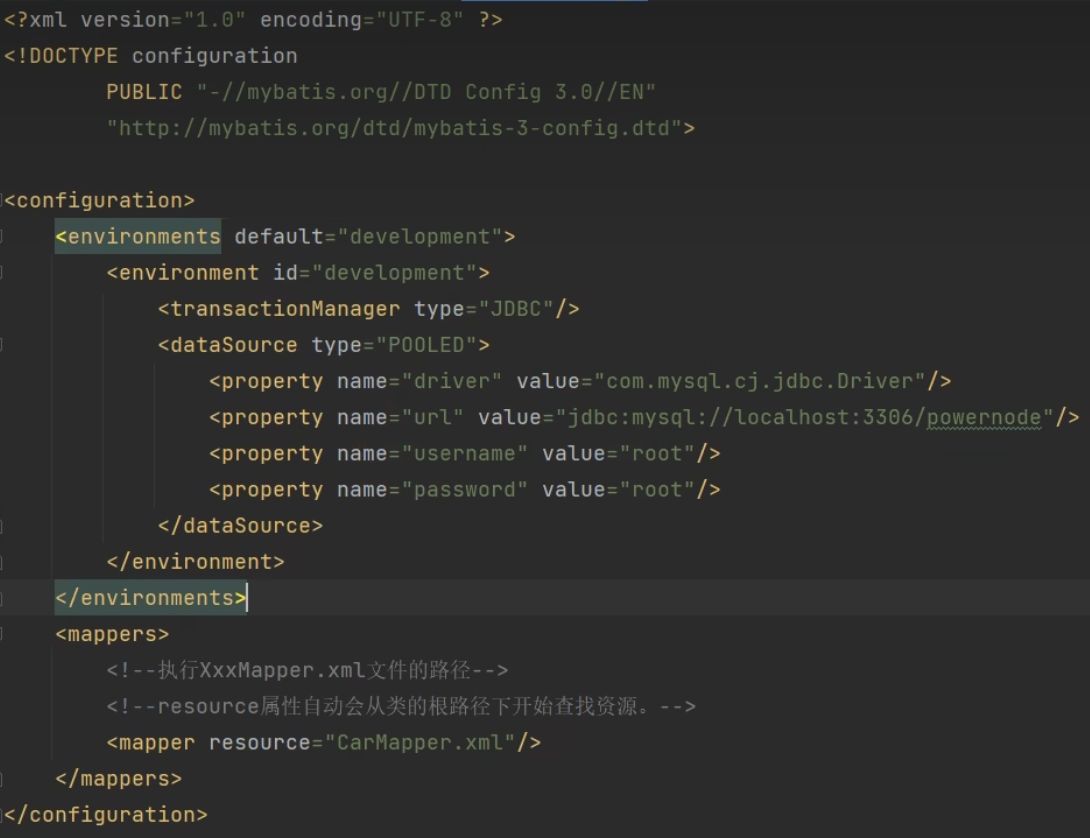 <?xml version="1.0" encoding="UTF-8" ?>
<!DOCTYPE configuration
        PUBLIC "-//mybatis.org//DTD Config 3.0//EN"
        "http://mybatis.org/dtd/mybatis-3-config.dtd">
<configuration>
    <environments default="development">
        <environment id="development">
            <transactionManager type="JDBC"/>
            <dataSource type="POOLED">
                <property name="driver" value="com.mysql.cj.jdbc.Driver"/>
                <property name="url" value="jdbc:mysql://localhost:3306/powernode"/>
                <property name="username" value="root"/>
                <property name="password" value="root"/>
            </dataSource>
        </environment>
    </environments>
    <mappers>
        <!--执行XxxMapper.xml文件的路径-->
        <!--resource属性自动会从类的根路径下开始查找资源。-->
        <mapper resource="CarMapper.xml"/>
    </mappers>
</configuration>